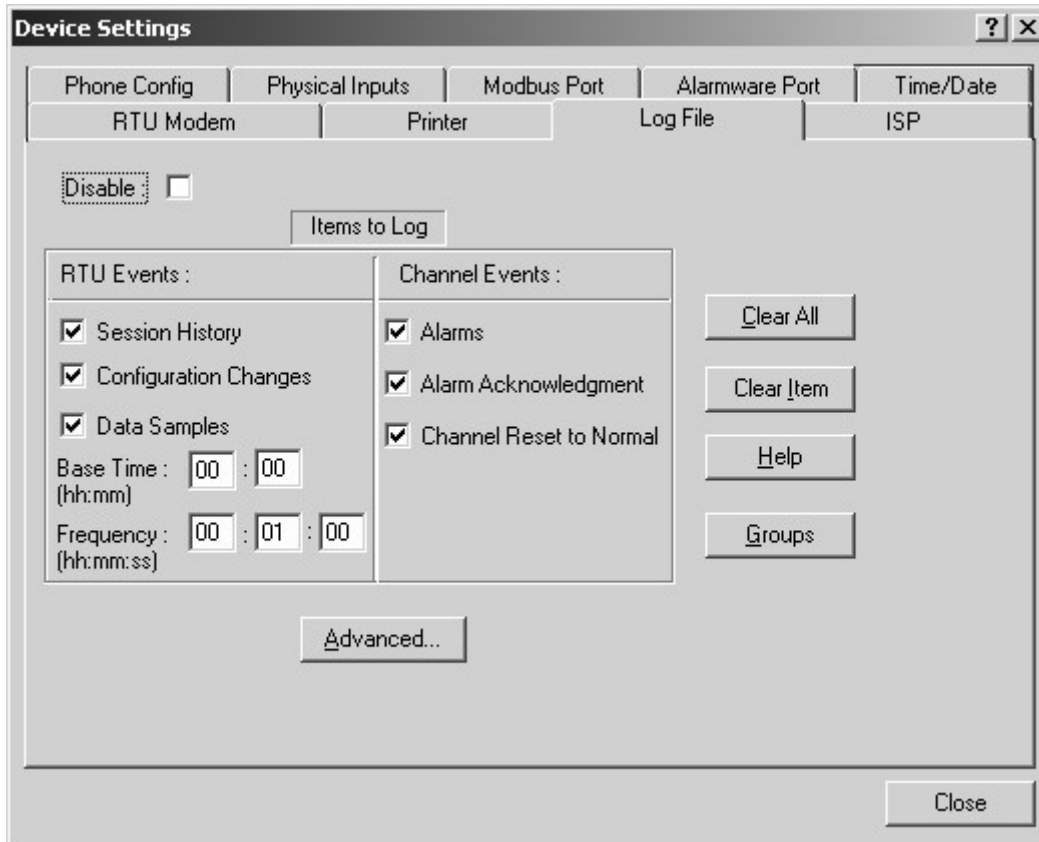 Device Settings
Phone Config
Physical Inputs
Modbus Port
Alarmware Port
Time/Date
RTU Modem
Printer
Log File
ISP
Disable :
Items to Log
RTU Events :
Channel Events :
Session History
Configuration Changes
Data Samples
Base Time : 00 : 00
(hh:mm)
Frequency : 00 : 01 : 00
(hh:mm:ss)
Alarms
Alarm Acknowledgment
Channel Reset to Normal
Clear All
Clear Item
Help
Groups
Advanced...
Close